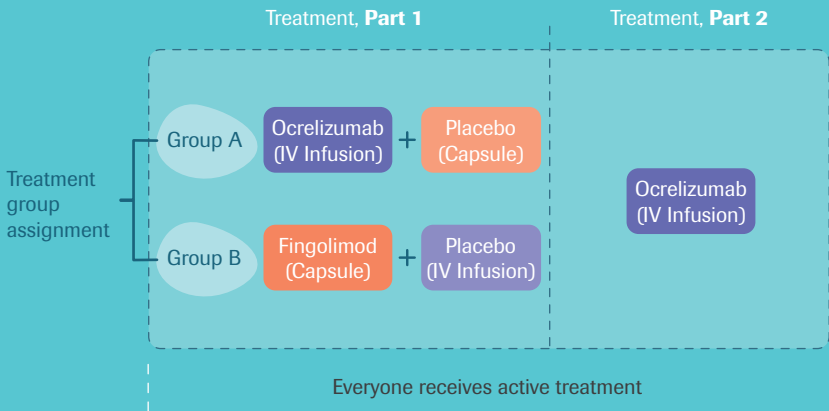 Treatment, Part 1
Treatment, Part 2
Treatment
group
assignment
Group A
Ocrelizumab
(IV Infusion)
+
Placebo
(Capsule)
Group B
Fingolimod
(Capsule)
+
Placebo
(IV Infusion)
Ocrelizumab
(IV Infusion)
Everyone receives active treatment